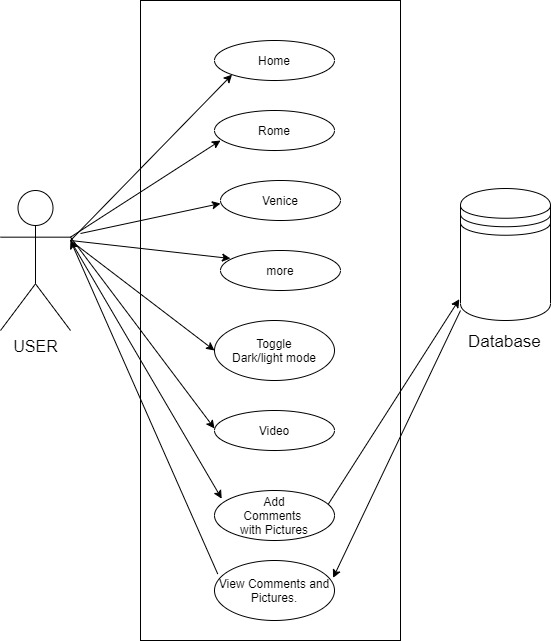 Home
Rome
Venice
more
Toggle
Dark/light mode
Video
Add
Comments
with Pictures
View Comments and
Pictures.
USER
Database